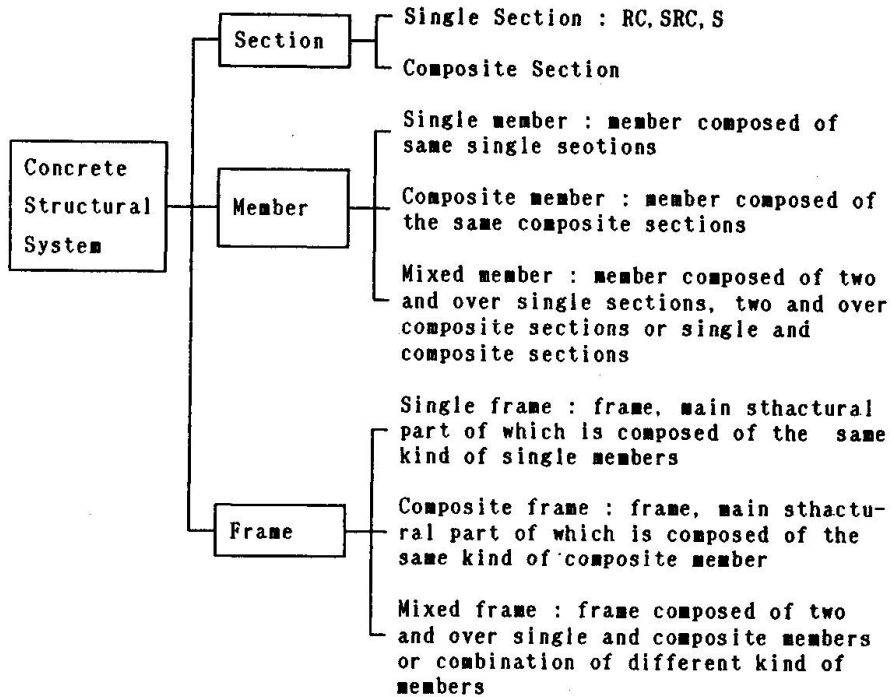 Concrete
Structural
System
Section
Single Section : RC, SRC, S
Composite Section
Member
Single member : member composed of
same single seotions
Composite member : member composed of
the same composite sections
Mixed member : member composed of two
and over single sections, two and over
composite sections or single and
composite sections
Frame
Single frame : frame, main sthactural
part of which is composed of the same
kind of single members
Composite frame : frame, main sthactu-
ral part of which is composed of the
same kind of composite member
Mixed frame : frame composed of two
and over single and composite members
or combination of different kind of
members